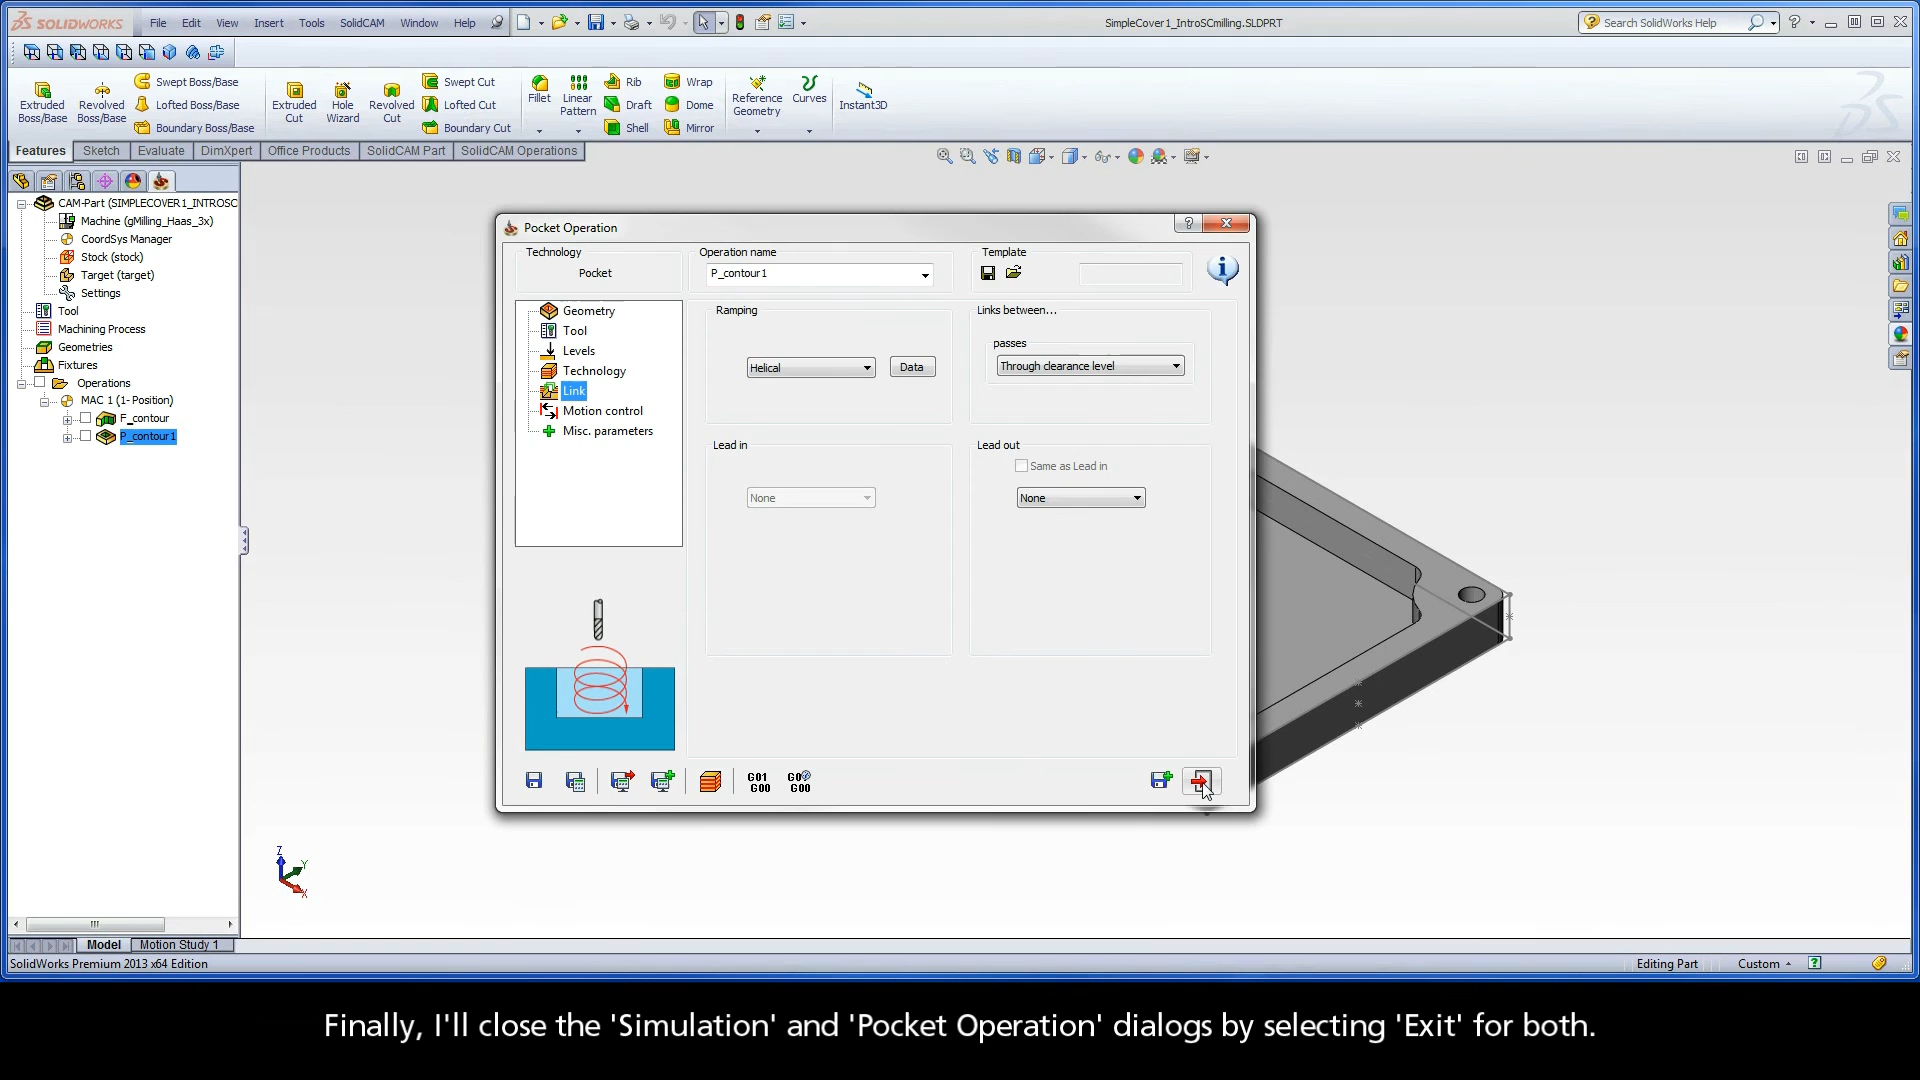 SOLIDWORKS File Edit View Insert Tools SolidCAM Window Help SimpleCover1_IntroSCmilling.SLDPRT Search SolidWorks Help
Extruded Boss/Base
Revolved Boss/Base
Swept Boss/Base
Lofted Boss/Base
Boundary Boss/Base
Extruded Cut
Hole Wizard
Revolved Cut
Swept Cut
Lofted Cut
Boundary Cut
Fillet
Linear Pattern
Rib
Draft
Shell
Wrap
Dome
Mirror
Reference Geometry
Curves
Instant3D
Features Sketch Evaluate DimXpert Office Products SolidCAM Part SolidCAM Operations
CAM-Part (SIMPLECOVER1_INTROSC
Machine (gMilling_Haas_3x)
CoordSys Manager
Stock (stock)
Target (target)
Settings
Tool
Machining Process
Geometries
Fixtures
Operations
MAC 1 (1- Position)
F_contour
P_contour1
Pocket Operation
Technology
Pocket
Operation name
P_contour1
Template
Geometry
Tool
Levels
Technology
Link
Motion control
Misc. parameters
Ramping
Helical Data
Links between...
passes
Through clearance level
Lead in
None
Lead out
Same as Lead in
None
G01 G00
G0 G00
Z
Y
X
Model Motion Study 1
SolidWorks Premium 2013 x64 Edition Editing Part Custom
Finally, I'll close the 'Simulation' and 'Pocket Operation' dialogs by selecting 'Exit' for both.